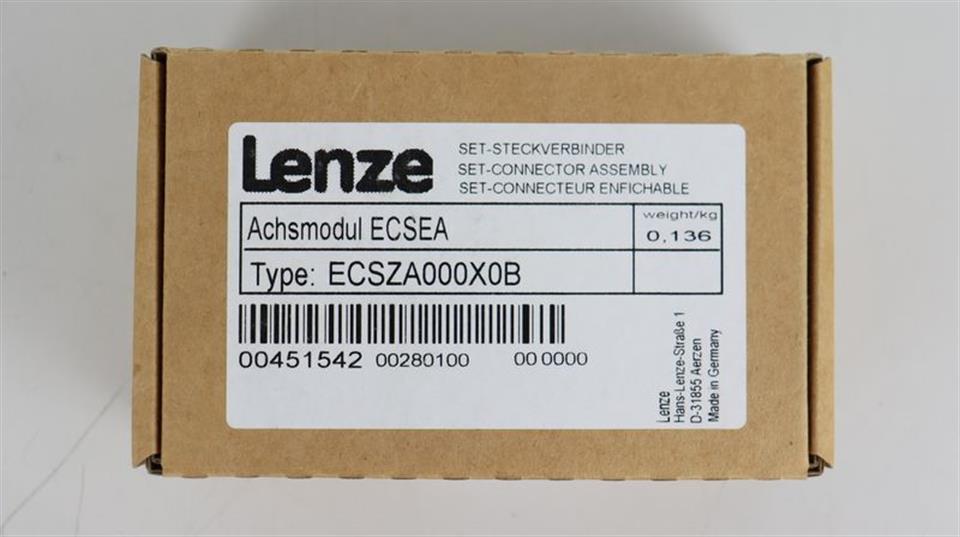 Lenze
SET-STECKVERBINDER
SET-CONNECTOR ASSEMBLY
SET-CONNECTEUR ENFICHABLE
Achsmodul ECSEA
weight/kg
0,136
Type: ECSZA000X0B
00451542 00280100 00 0000
Lenze
Hans-Lenze-Straße 1
D-31855 Aerzen
Made in Germany